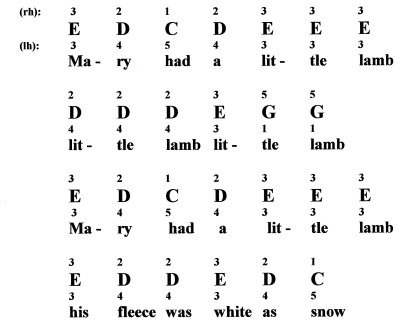 (rh): 3 2 1 2 3 3 3
E D C D E E E
(lh): 3 4 5 4 3 3 3
Ma - ry had a lit - tle lamb
2 2 2 3 5 5
D D D E G G
4 4 4 3 1 1
lit - tle lamb lit - tle lamb
3 2 1 2 3 3 3
E D C D E E E
3 4 5 4 3 3 3
Ma - ry had a lit - tle lamb
3 2 2 3 2 1
E D D E D C
3 4 4 3 4 5
his fleece was white as snow